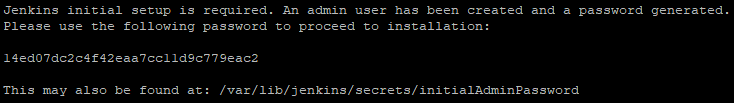 Jenkins initial setup is required. An admin user has been created and a password generated.
Please use the following password to proceed to installation:
14ed07dc2c4f42eaa7cc11d9c779eac2
This may also be found at: /var/lib/jenkins/secrets/initialAdminPassword